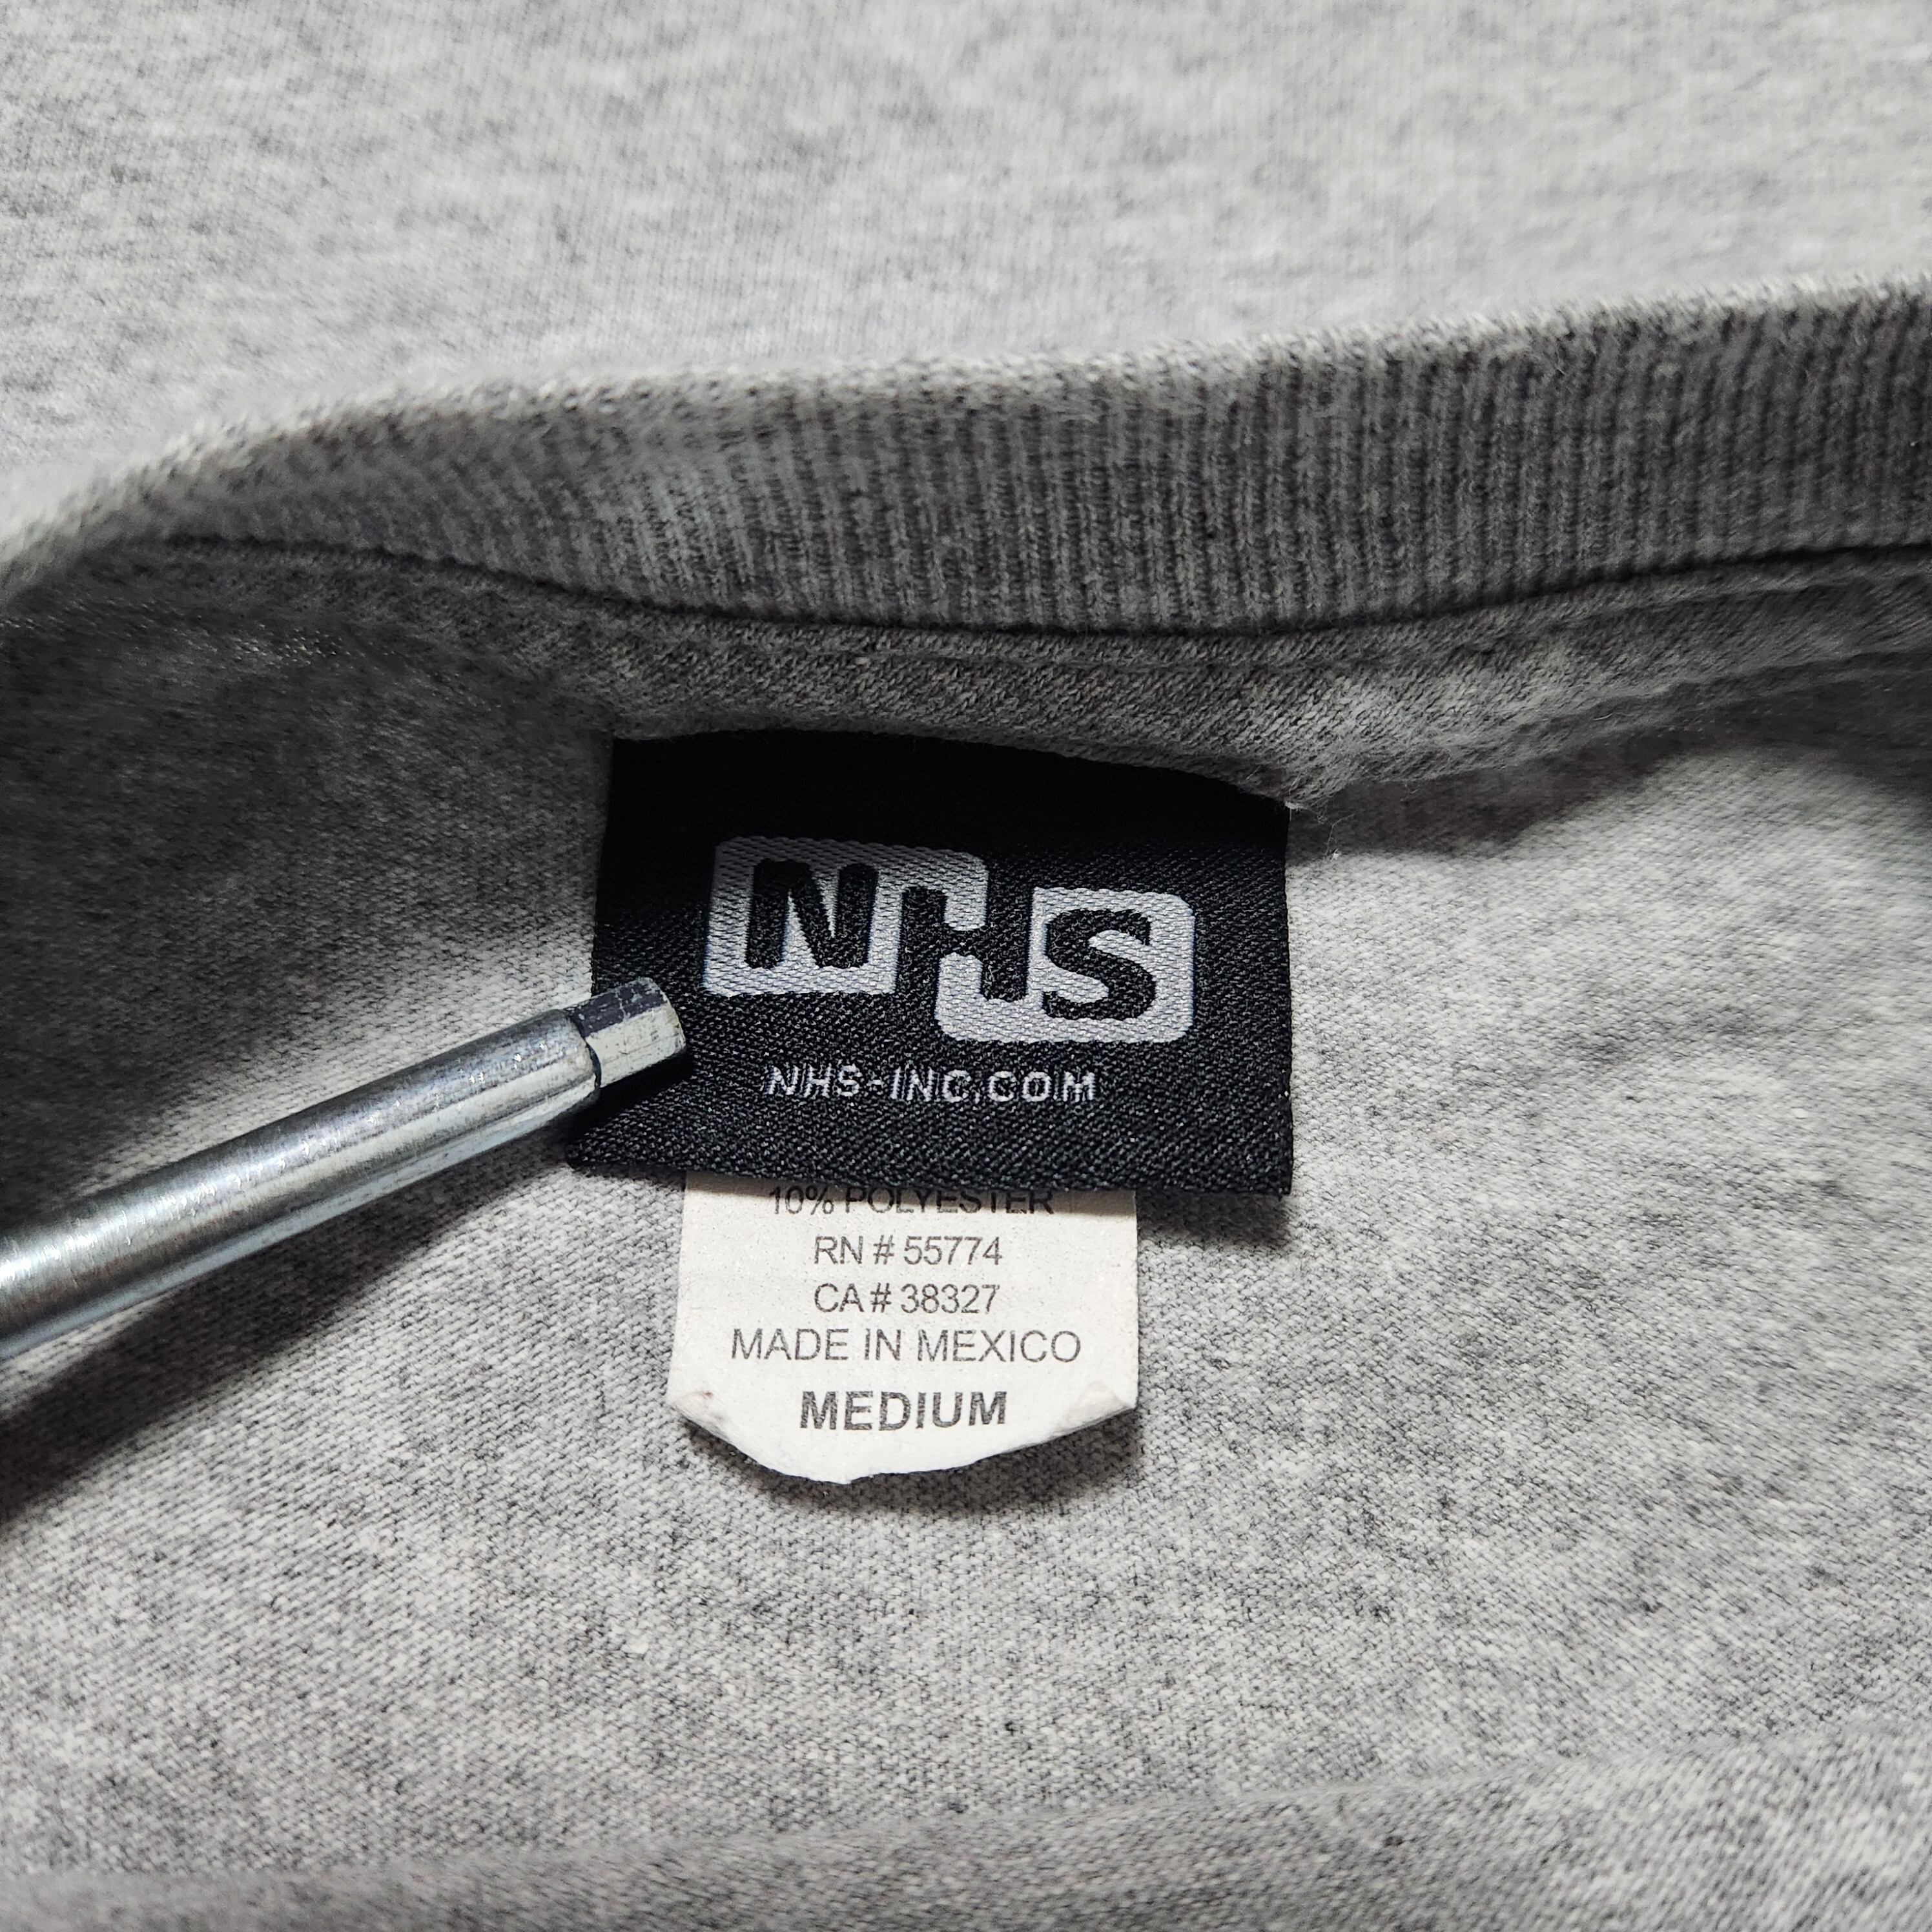 NHS
NHS-INC.COM
10% POLYESTER
RN # 55774
CA # 38327
MADE IN MEXICO
MEDIUM